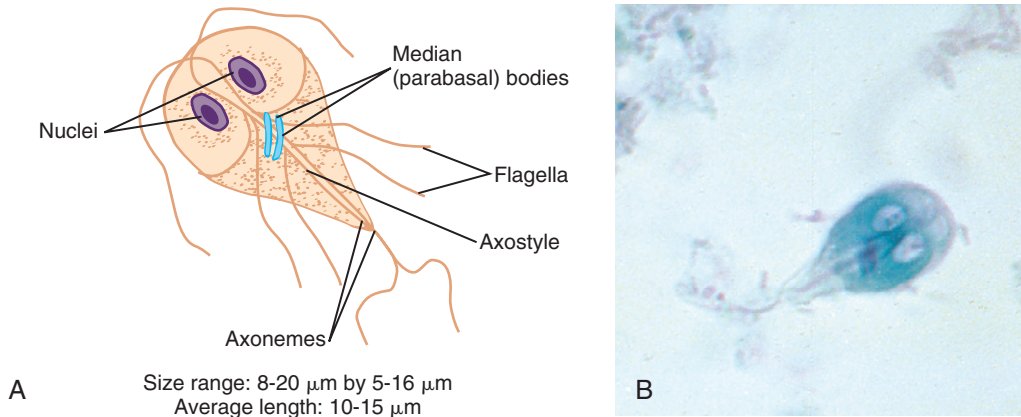 Median
(parabasal) bodies
Nuclei
Flagella
Axostyle
Axonemes
A
Size range: 8-20 μm by 5-16 μm
Average length: 10-15 μm
B